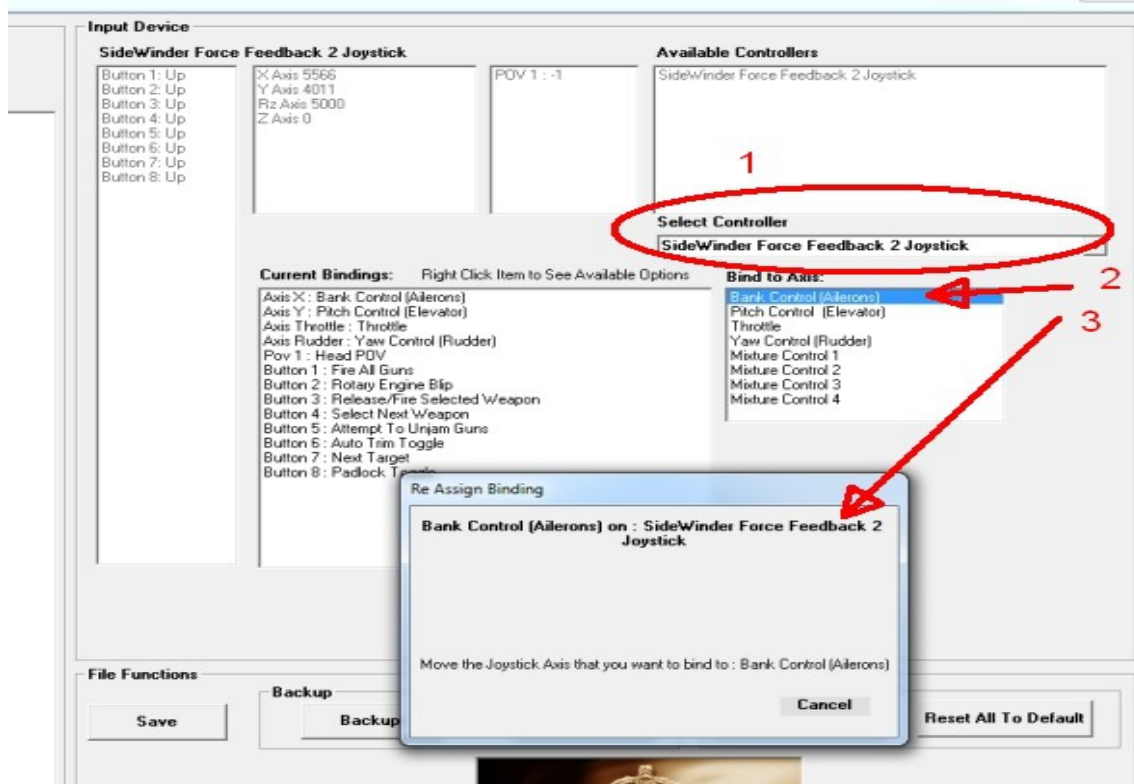 Input Device
SideWinder Force Feedback 2 Joystick
Button 1: Up
Button 2: Up
Button 3: Up
Button 4: Up
Button 5: Up
Button 6: Up
Button 7: Up
Button 8: Up
X Axis 5566
Y Axis 4011
Rz Axis 5000
Z Axis 0
POV 1 : -1
Available Controllers
SideWinder Force Feedback 2 Joystick
1
Select Controller
SideWinder Force Feedback 2 Joystick
Current Bindings: Right Click Item to See Available Options
Axis X : Bank Control (Ailerons)
Axis Y : Pitch Control (Elevator)
Axis Throttle : Throttle
Axis Rudder : Yaw Control (Rudder)
Pov 1 : Head POV
Button 1 : Fire All Guns
Button 2 : Rotary Engine Blip
Button 3 : Release/Fire Selected Weapon
Button 4 : Select Next Weapon
Button 5 : Attempt To Unjam Guns
Button 6 : Auto Trim Toggle
Button 7 : Next Target
Button 8 : Padlock Toggle
Bind to Axis:
Bank Control (Ailerons)
Pitch Control (Elevator)
Throttle
Yaw Control (Rudder)
Mixture Control 1
Mixture Control 2
Mixture Control 3
Mixture Control 4
2
3
Re Assign Binding
Bank Control (Ailerons) on : SideWinder Force Feedback 2
Joystick
Move the Joystick Axis that you want to bind to : Bank Control (Ailerons)
Cancel
File Functions
Save
Backup
Backup
Reset All To Default